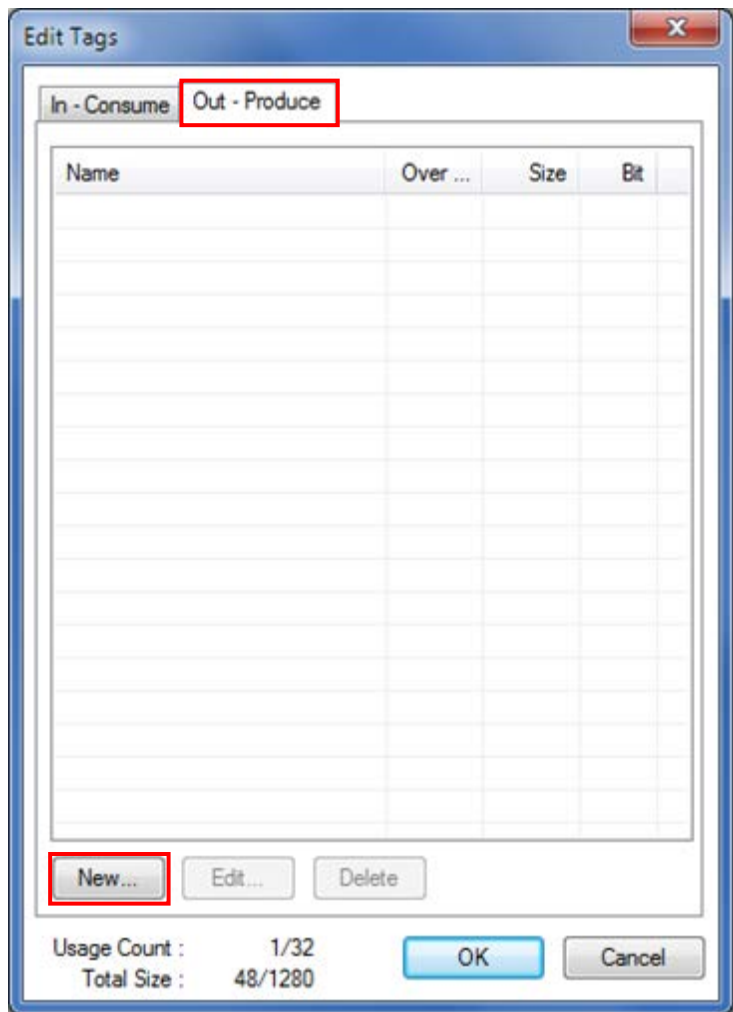 Edit Tags
In - Consume Out - Produce
Name Over ... Size Bit
New... Edit... Delete
Usage Count : 1/32 OK Cancel
Total Size : 48/1280